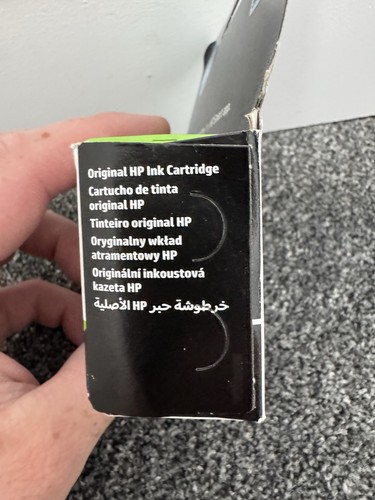 Original HP Ink Cartridge
Cartucho de tinta
original HP
Tinteiro original HP
Oryginalny wkład
atramentowy HP
Originální inkoustová
kazeta HP
خرطوشة حبر HP الأصلية